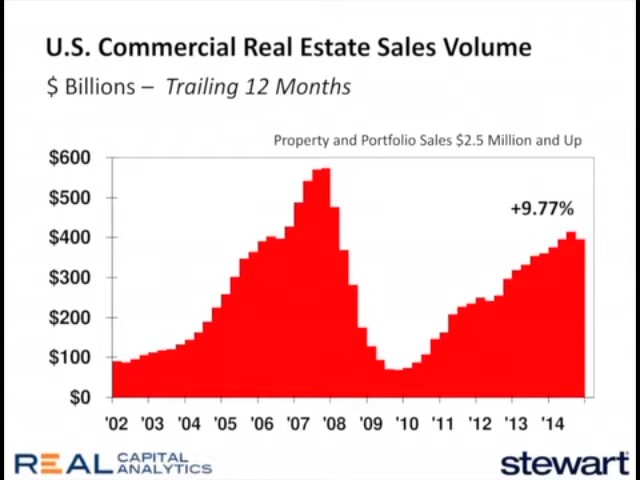 U.S. Commercial Real Estate Sales Volume
$ Billions – Trailing 12 Months
Property and Portfolio Sales $2.5 Million and Up
$600
$500
+9.77%
$400
$300
$200
$100
$0
'02 '03 '04 '05 '06 '07 '08 '09 '10 '11 '12 '13 '14
REAL CAPITAL
ANALYTICS
stewart